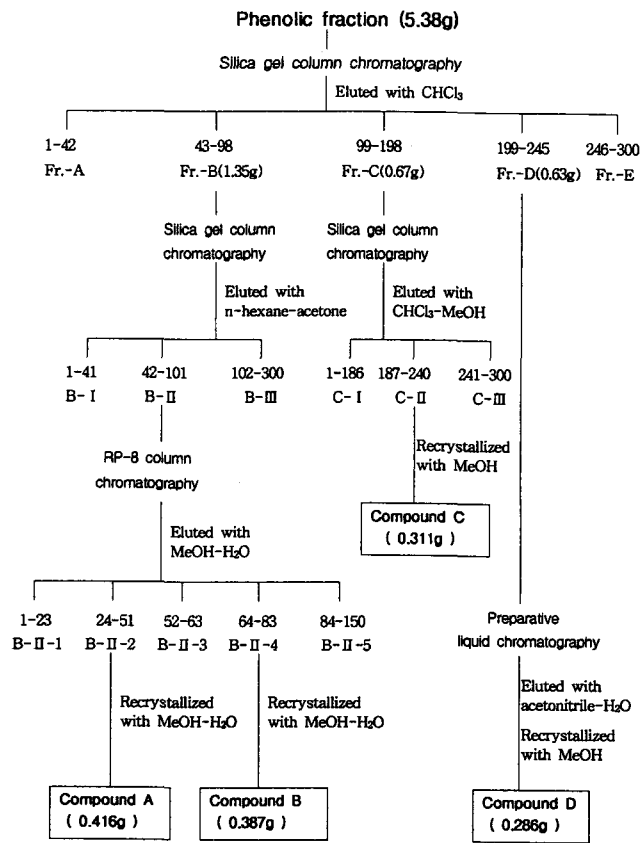 Phenolic fraction (5.38g)
Silica gel column chromatography
Eluted with CHCl₃
1-42 43-98 99-198 199-245 246-300
Fr.-A Fr.-B(1.35g) Fr.-C(0.67g) Fr.-D(0.63g) Fr.-E
Silica gel column Silica gel column
chromatography chromatography
Eluted with Eluted with
n-hexane-acetone CHCl₃-MeOH
1-41 42-101 102-300 1-186 187-240 241-300
B-Ⅰ B-Ⅱ B-Ⅲ C-Ⅰ C-Ⅱ C-Ⅲ
RP-8 column
chromatography
Recrystallized
with MeOH
Compound C
( 0.311g )
Eluted with
MeOH-H₂O
1-23 24-51 52-63 64-83 84-150
B-Ⅱ-1 B-Ⅱ-2 B-Ⅱ-3 B-Ⅱ-4 B-Ⅱ-5
Preparative
liquid chromatography
Recrystallized Recrystallized
with MeOH-H₂O with MeOH-H₂O
Eluted with
acetonitrile-H₂O
Recrystallized
with MeOH
Compound A Compound B Compound D
( 0.416g ) ( 0.387g ) ( 0.286g )